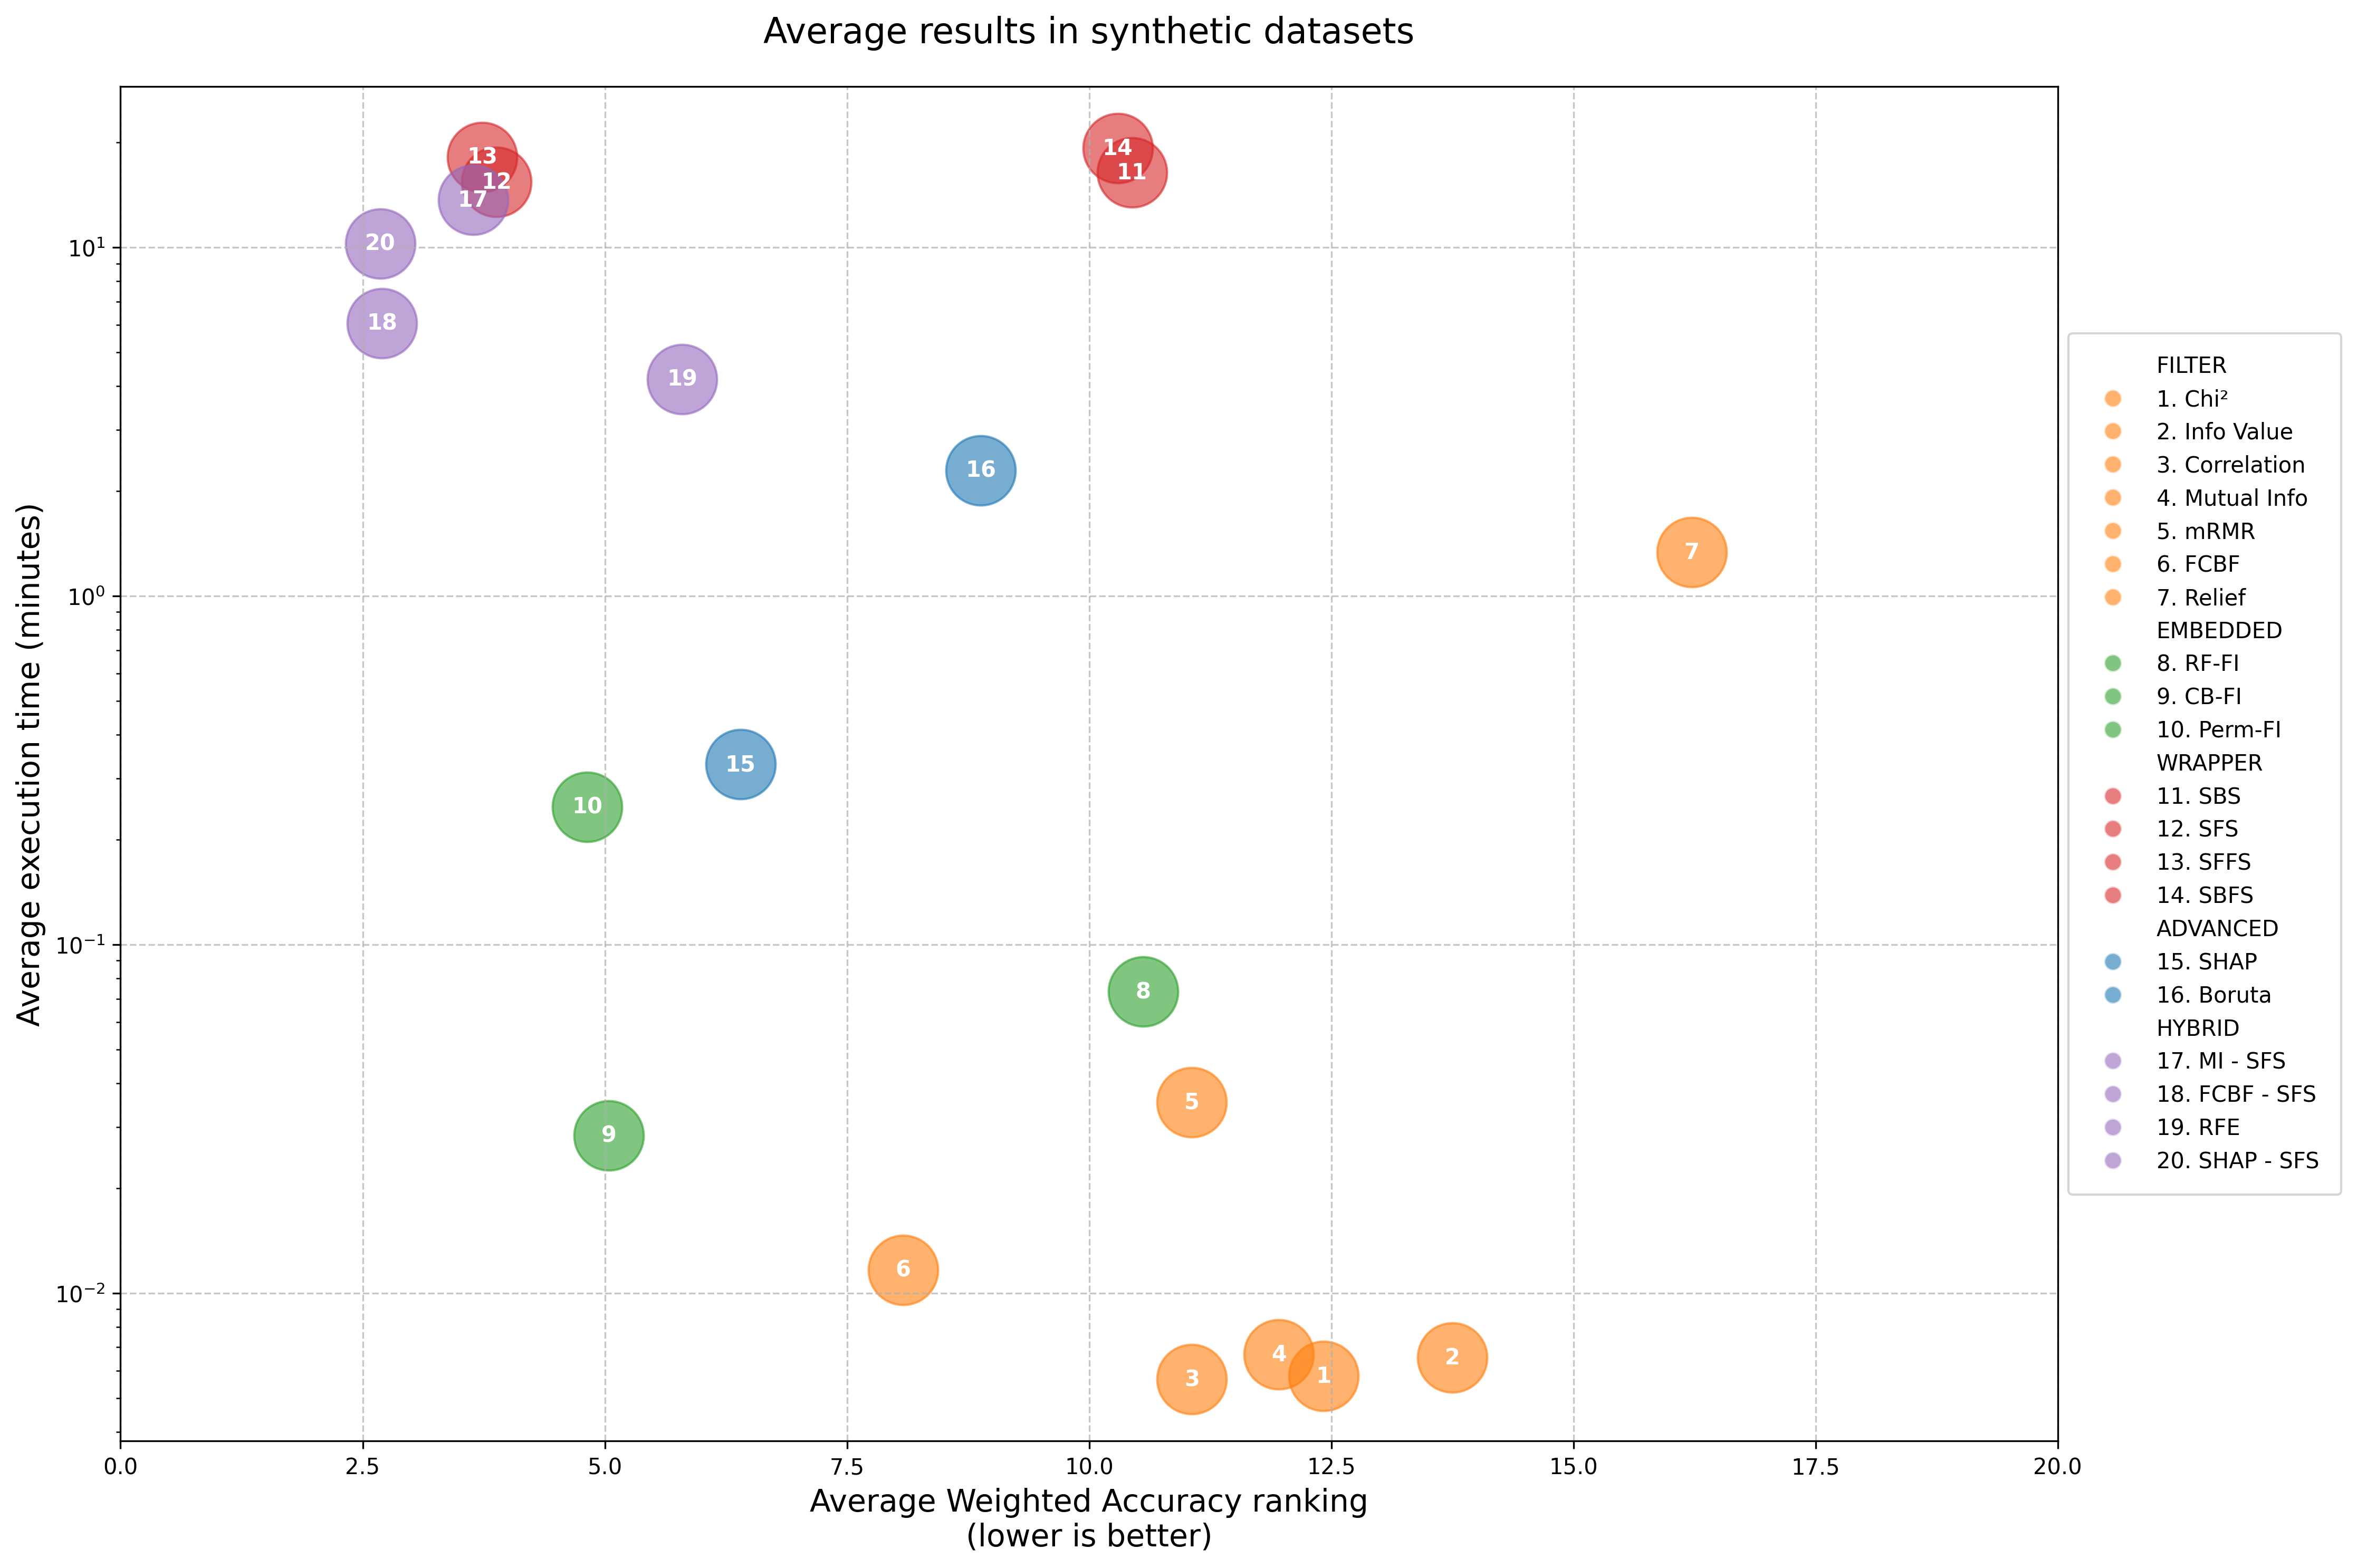 Average results in synthetic datasets
Average execution time (minutes)
10¹
10⁰
10⁻¹
10⁻²
13
12
17
20
18
19
14
11
16
7
15
10
8
5
9
6
4
3
1
2
0.0 2.5 5.0 7.5 10.0 12.5 15.0 17.5 20.0
Average Weighted Accuracy ranking
(lower is better)
FILTER
1. Chi²
2. Info Value
3. Correlation
4. Mutual Info
5. mRMR
6. FCBF
7. Relief
EMBEDDED
8. RF-FI
9. CB-FI
10. Perm-FI
WRAPPER
11. SBS
12. SFS
13. SFFS
14. SBFS
ADVANCED
15. SHAP
16. Boruta
HYBRID
17. MI - SFS
18. FCBF - SFS
19. RFE
20. SHAP - SFS